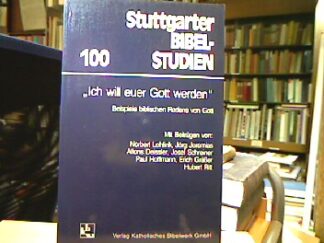 Stuttgarter
BIBEL-
100 STUDIEN
„Ich will euer Gott werden"
Beispiele biblischen Redens von Gott
Mit Beiträgen von:
Norbert Lohfink, Jörg Jeremias
Alfons Deissler, Josef Schreiner
Paul Hoffmann, Erich Gräßer
Hubert Ritt
Verlag Katholisches Bibelwerk GmbH